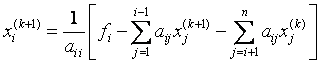 x_i^{(k+1)} = \frac{1}{a_{ii}} \left[ f_i - \sum_{j=1}^{i-1} a_{ij} x_j^{(k+1)} - \sum_{j=i+1}^{n} a_{ij} x_j^{(k)} \right]